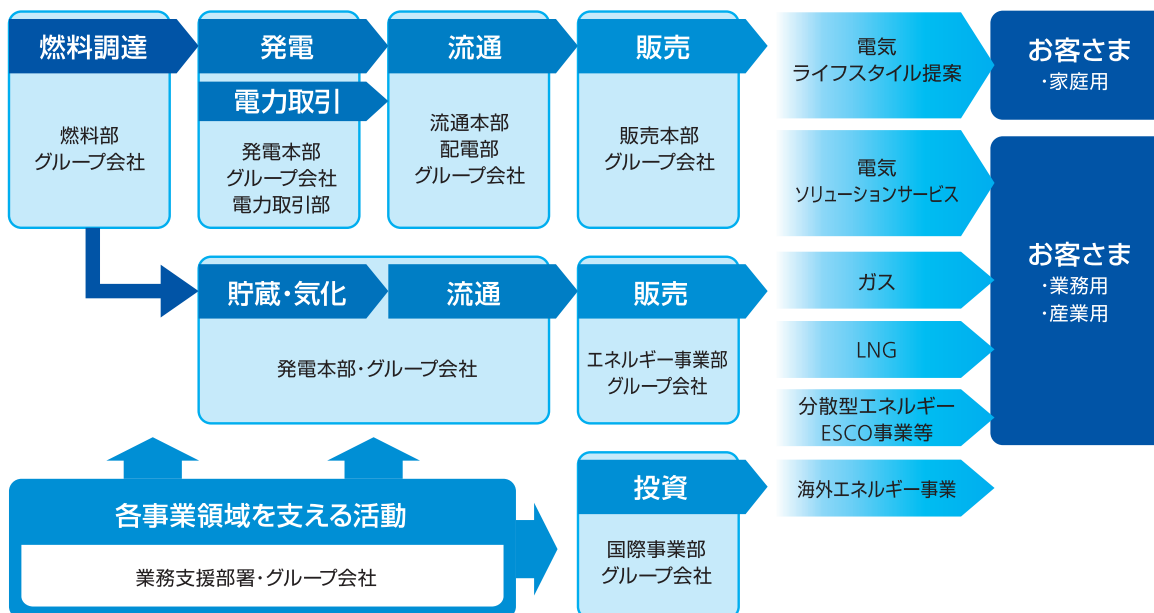 燃料調達
燃料部
グループ会社
発電
電力取引
発電本部
グループ会社
電力取引部
流通
流通本部
配電部
グループ会社
販売
販売本部
グループ会社
電気
ライフスタイル提案
お客さま
・家庭用
電気
ソリューションサービス
貯蔵・気化
流通
発電本部・グループ会社
販売
エネルギー事業部
グループ会社
ガス
LNG
分散型エネルギー
ESCO事業等
お客さま
・業務用
・産業用
各事業領域を支える活動
業務支援部署・グループ会社
投資
国際事業部
グループ会社
海外エネルギー事業